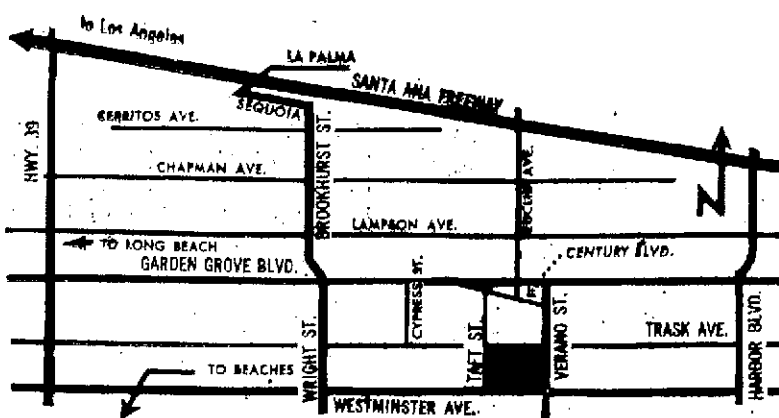 to Los Angeles
LA PALMA
SANTA ANA FREEWAY
SEQUOIA
CERRITOS AVE.
HWY. 39
BROOKHURST ST.
CHAPMAN AVE.
N
LAMPSON AVE.
TO LONG BEACH
CENTURY BLVD.
GARDEN GROVE BLVD.
CYPRESS ST.
TAFT ST.
VERANO ST.
TRASK AVE.
HARBOR BLVD.
WRIGHT ST.
TO BEACHES
WESTMINSTER AVE.